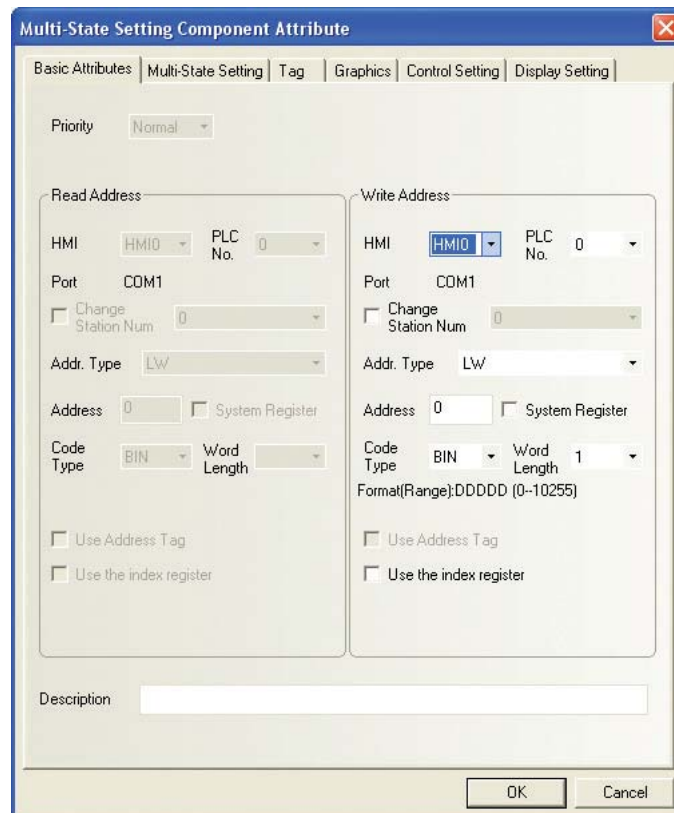 Multi-State Setting Component Attribute
Basic Attributes Multi-State Setting Tag Graphics Control Setting Display Setting
Priority Normal
Read Address
HMI HMI0 PLC No. 0
Port COM1
Change Station Num 0
Addr. Type LW
Address 0 System Register
Code Type BIN Word Length
Use Address Tag
Use the index register
Write Address
HMI HMI0 PLC No. 0
Port COM1
Change Station Num 0
Addr. Type LW
Address 0 System Register
Code Type BIN Word Length 1
Format(Range):DDDDD (0--10255)
Use Address Tag
Use the index register
Description
OK Cancel